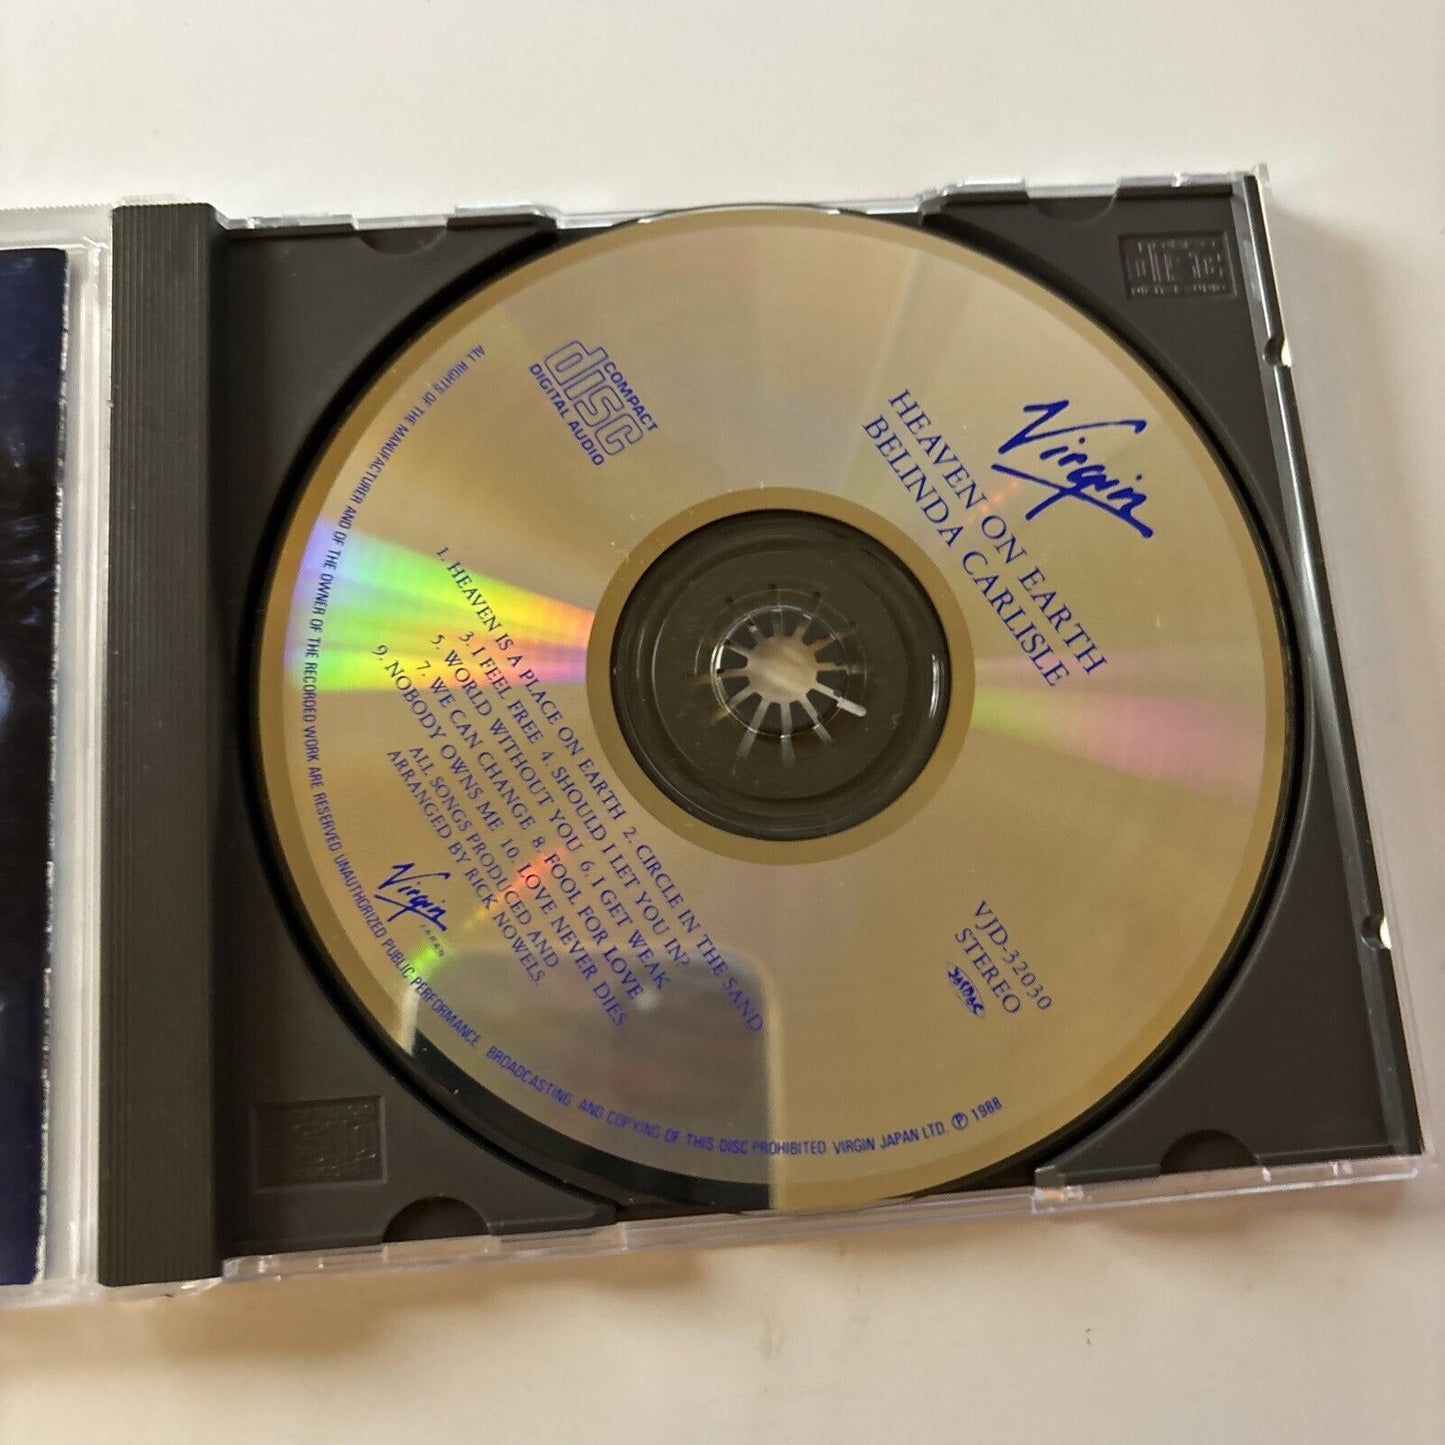 Virgin
HEAVEN ON EARTH
BELINDA CARLISLE
COMPACT
disc
DIGITAL AUDIO
1. HEAVEN IS A PLACE ON EARTH 2. CIRCLE IN THE SAND
3. I FEEL FREE 4. SHOULD I LET YOU IN?
5. WORLD WITHOUT YOU 6. I GET WEAK
7. WE CAN CHANGE 8. FOOL FOR LOVE
9. NOBODY OWNS ME 10. LOVE NEVER DIES
ALL SONGS PRODUCED AND
ARRANGED BY RICK NOWELS.
VJD-32030
STEREO
JASRAC
Virgin
JAPAN
ALL RIGHTS OF THE MANUFACTURER AND OF THE OWNER OF THE RECORDED WORK ARE RESERVED UNAUTHORIZED PUBLIC PERFORMANCE BROADCASTING AND COPYING OF THIS DISC PROHIBITED VIRGIN JAPAN LTD. Ⓟ 1988
COMPACT
disc